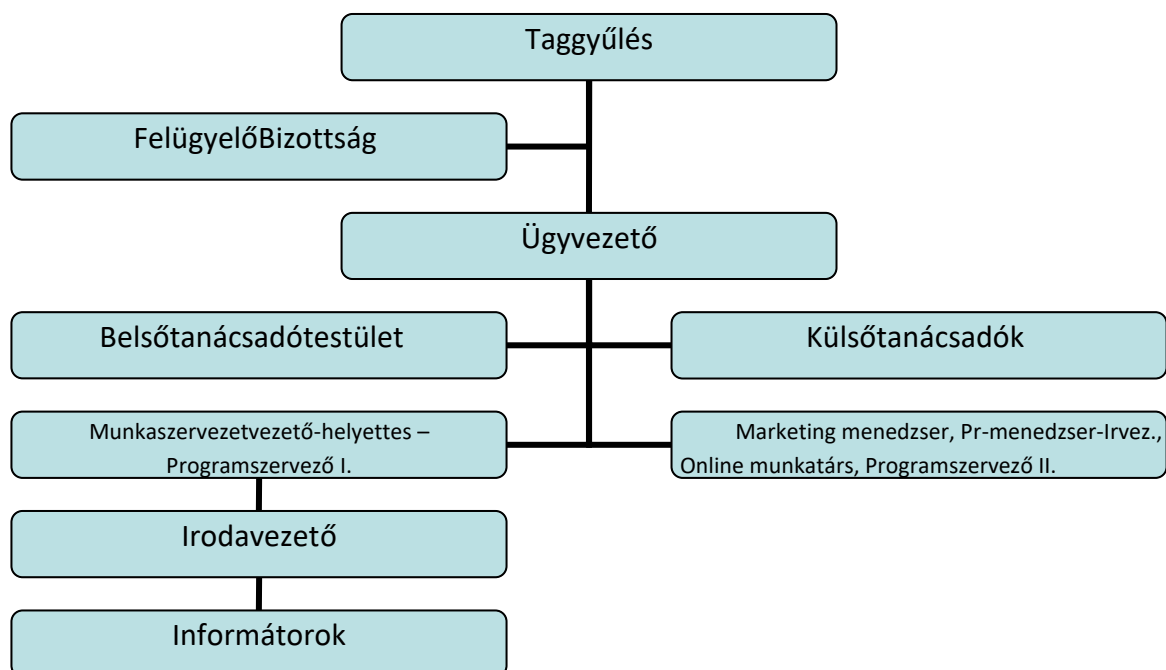 Taggyűlés
FelügyelőBizottság
Ügyvezető
Belsőtanácsadótestület
Külsőtanácsadók
Munkaszervezetvezető-helyettes –
Programszervező I.
Marketing menedzser, Pr-menedzser-Irvez.,
Online munkatárs, Programszervező II.
Irodavezető
Informátorok